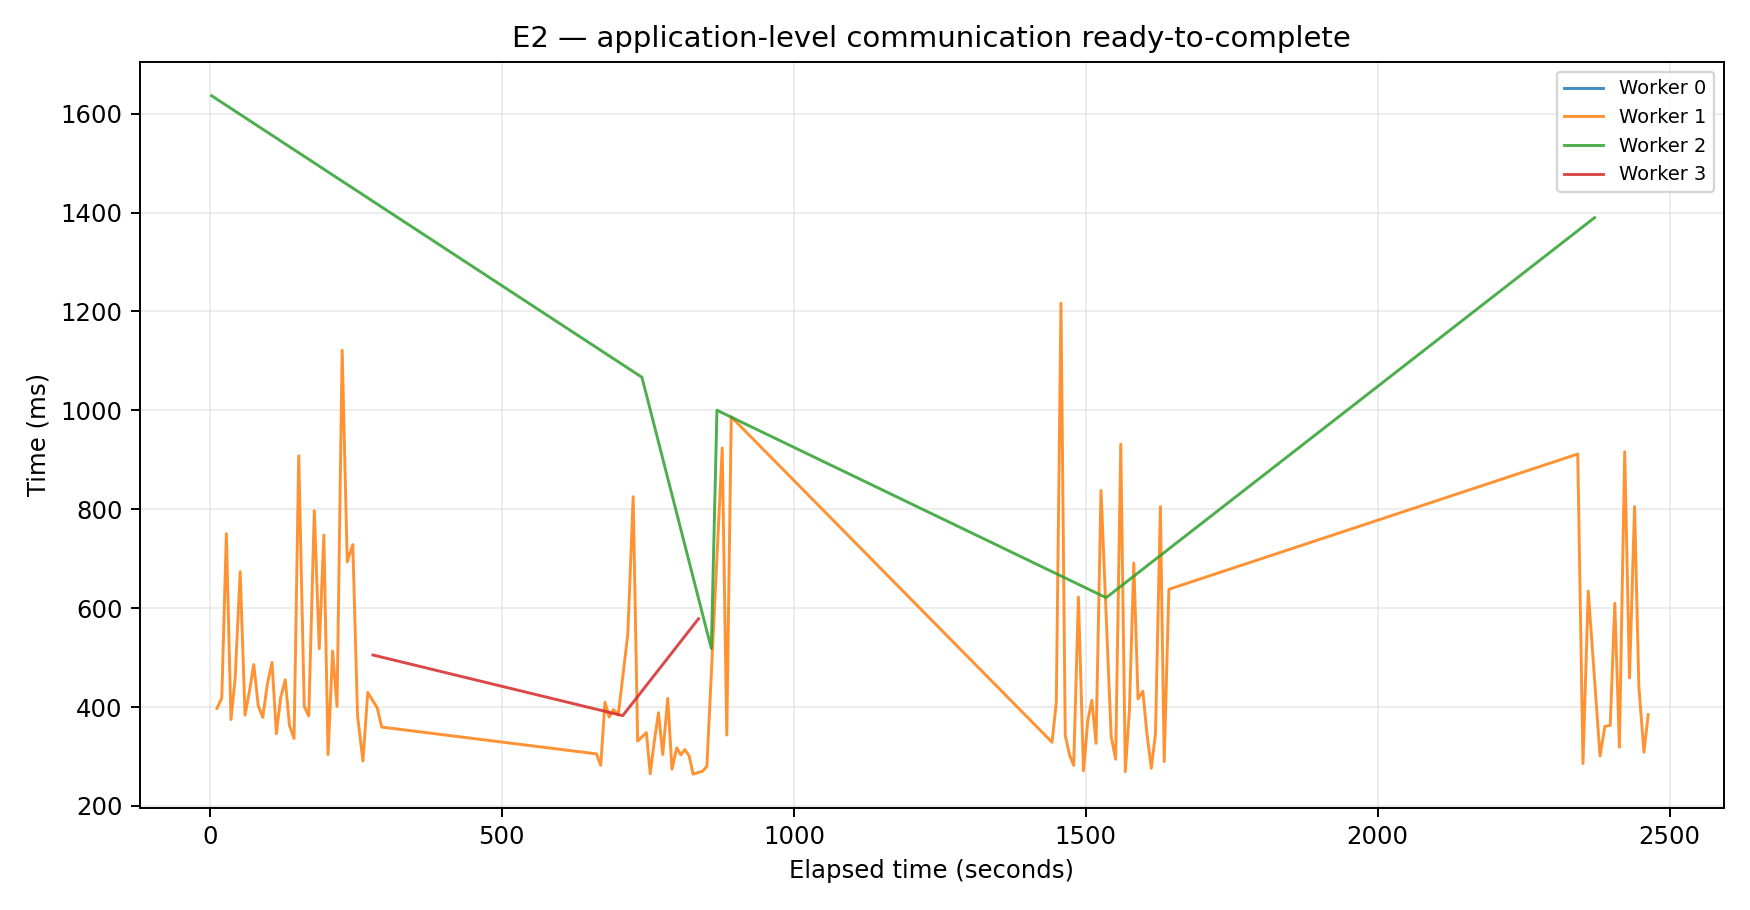 E2 — application-level communication ready-to-complete
Worker 0
Worker 1
Worker 2
Worker 3
1600
1400
1200
1000
800
600
400
200
Time (ms)
0 500 1000 1500 2000 2500
Elapsed time (seconds)